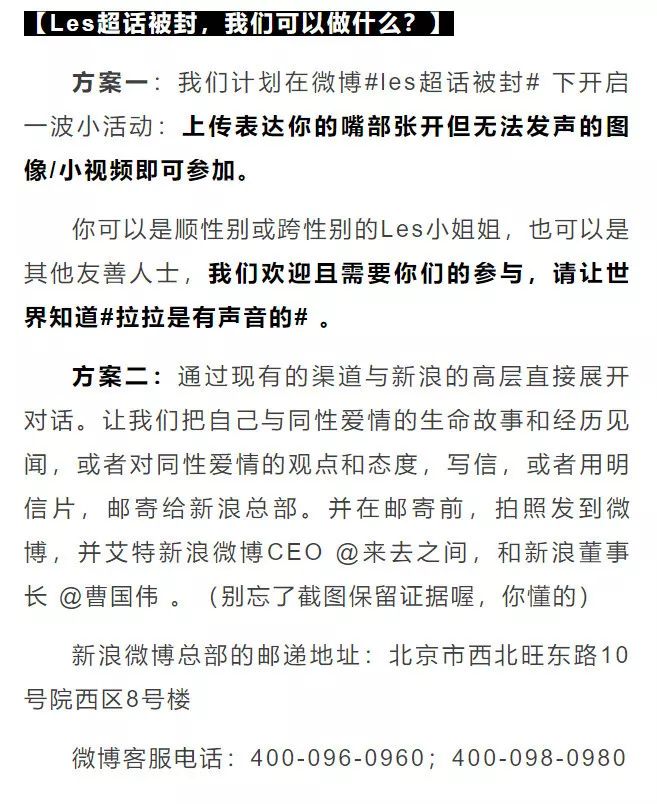 【Les超话被封，我们可以做什么？】
方案一：我们计划在微博#les超话被封# 下开启
一波小活动：上传表达你的嘴部张开但无法发声的图
像/小视频即可参加。
你可以是顺性别或跨性别的Les小姐姐，也可以是
其他友善人士，我们欢迎且需要你们的参与，请让世
界知道#拉拉是有声音的# 。
方案二：通过现有的渠道与新浪的高层直接展开
对话。让我们把自己与同性爱情的生命故事和经历见
闻，或者对同性爱情的观点和态度，写信，或者用明
信片，邮寄给新浪总部。并在邮寄前，拍照发到微
博，并艾特新浪微博CEO @来去之间，和新浪董事
长 @曹国伟 。（别忘了截图保留证据喔，你懂的）
新浪微博总部的邮递地址：北京市西北旺东路10
号院西区8号楼
微博客服电话：400-096-0960；400-098-0980